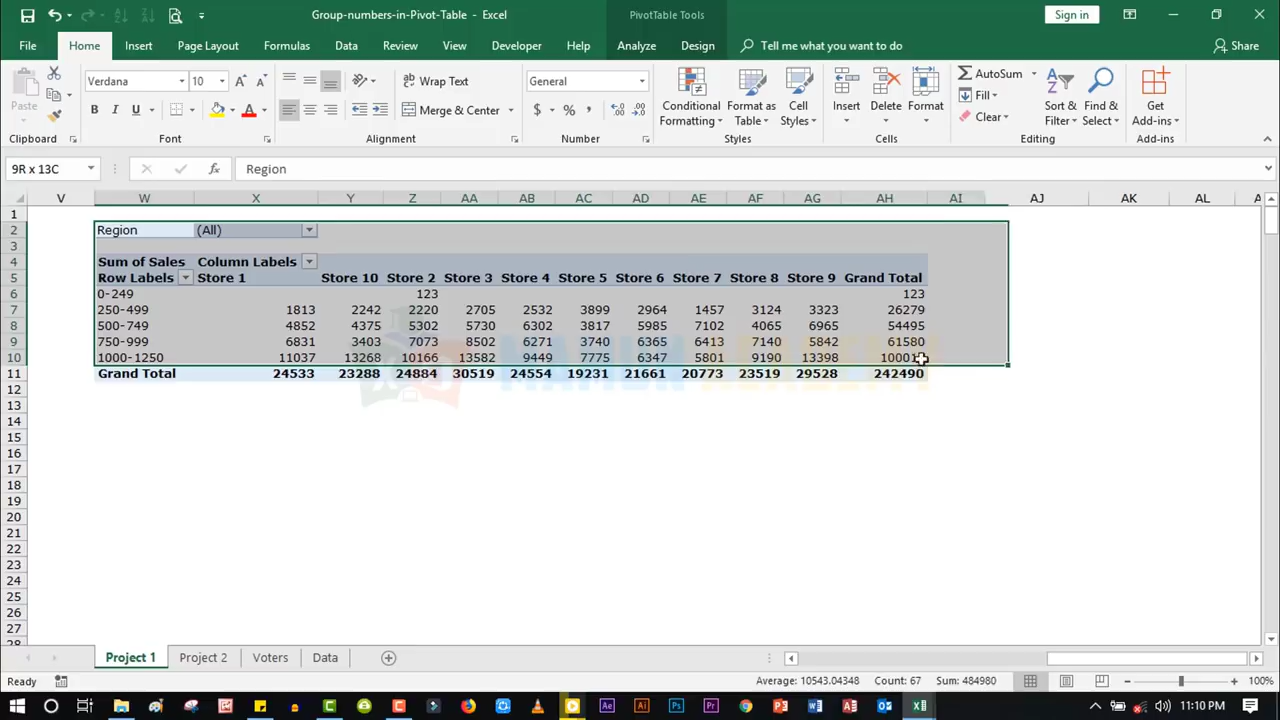 Group-numbers-in-Pivot-Table - Excel
PivotTable Tools
Sign in
File Home Insert Page Layout Formulas Data Review View Developer Help Analyze Design Tell me what you want to do Share
Paste
Verdana 10
B I U
Wrap Text
Merge & Center
General
$ % ,
Conditional Formatting
Format as Table
Cell Styles
Insert
Delete
Format
AutoSum
Fill
Clear
Sort & Filter
Find & Select
Get Add-ins
Clipboard Font Alignment Number Styles Cells Editing Add-ins
9R x 13C fx Region
V W X Y Z AA AB AC AD AE AF AG AH AI AJ AK AL
1
2 Region (All)
3
4 Sum of Sales Column Labels
5 Row Labels Store 1 Store 10 Store 2 Store 3 Store 4 Store 5 Store 6 Store 7 Store 8 Store 9 Grand Total
6 0-249 123 123
7 250-499 1813 2242 2220 2705 2532 3899 2964 1457 3124 3323 26279
8 500-749 4852 4375 5302 5730 6302 3817 5985 7102 4065 6965 54495
9 750-999 6831 3403 7073 8502 6271 3740 6365 6413 7140 5842 61580
10 1000-1250 11037 13268 10166 13582 9449 7775 6347 5801 9190 13398
11 Grand Total 24533 23288 24884 30519 24554 19231 21661 20773 23519 29528 242490
12
13
14
15
16
17
18
19
20
21
22
23
24
25
26
27
28
Project 1 Project 2 Voters Data
Ready Average: 10543.04348 Count: 67 Sum: 484980 100%
11:10 PM